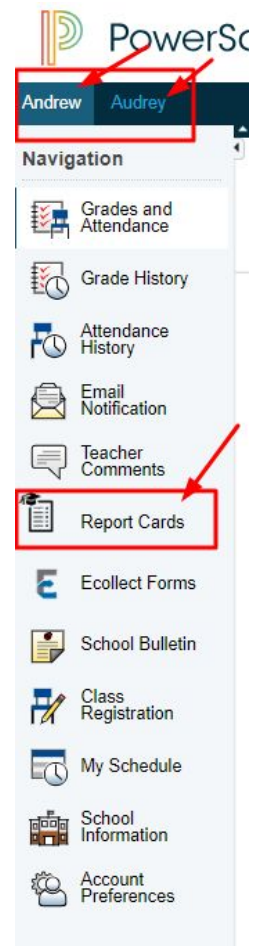 PowerSc
Andrew Audrey
Navigation
Grades and
Attendance
Grade History
Attendance
History
Email
Notification
Teacher
Comments
Report Cards
Ecollect Forms
School Bulletin
Class
Registration
My Schedule
School
Information
Account
Preferences